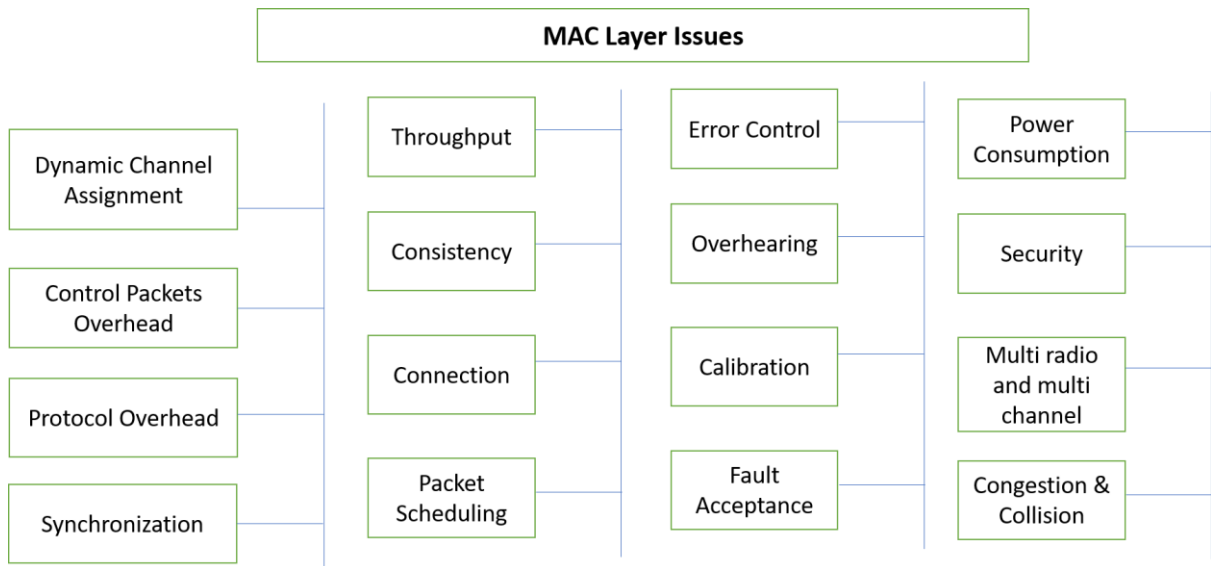 MAC Layer Issues
Dynamic Channel
Assignment
Control Packets
Overhead
Protocol Overhead
Synchronization
Throughput
Consistency
Connection
Packet
Scheduling
Error Control
Overhearing
Calibration
Fault
Acceptance
Power
Consumption
Security
Multi radio
and multi
channel
Congestion &
Collision